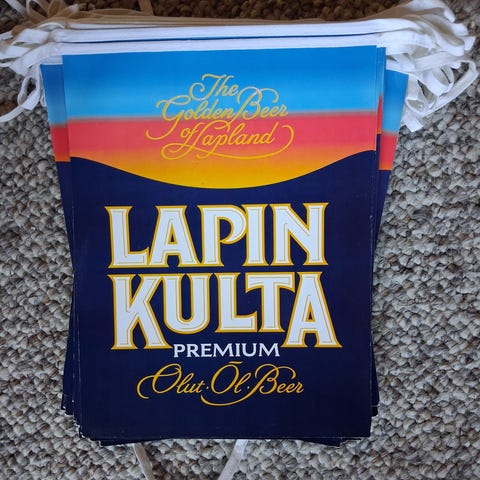 The
Golden Beer
of Lapland
LAPIN
KULTA
PREMIUM
Olut·Öl·Beer